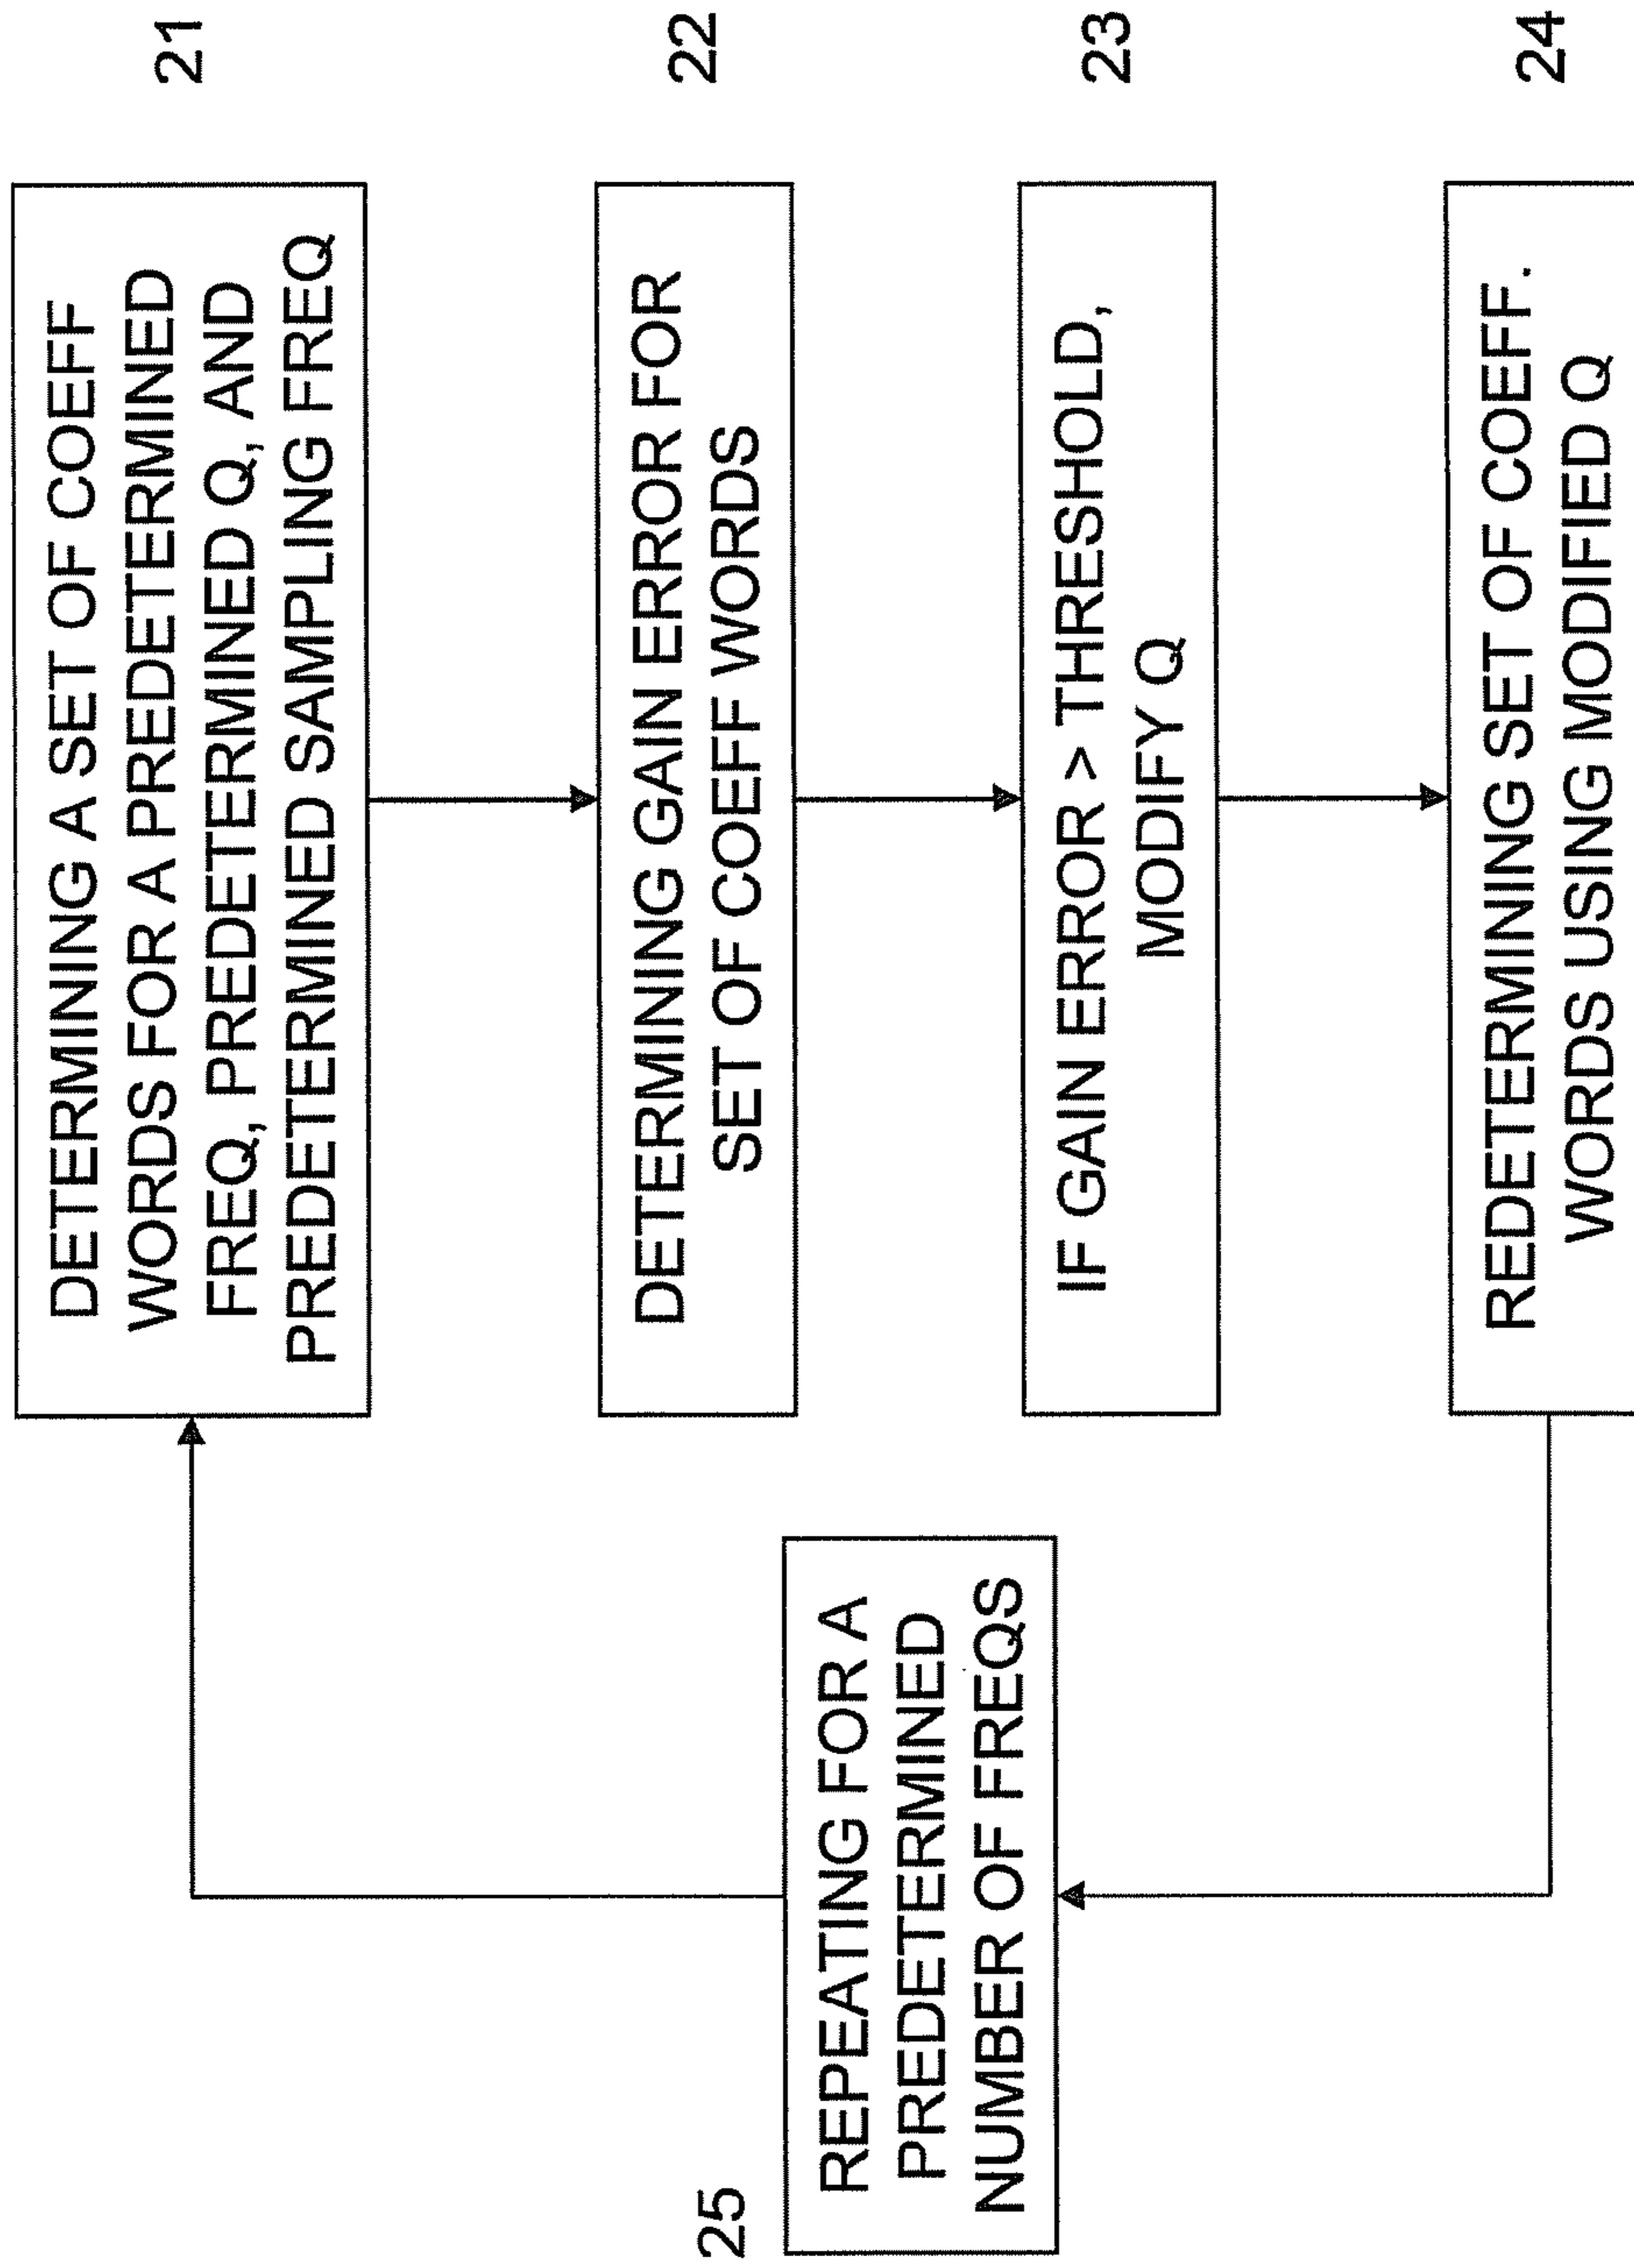 DETERMINING A SET OF COEFF
WORDS FOR A PREDETERMINED
FREQ, PREDETERMINED Q, AND
PREDETERMINED SAMPLING FREQ
21
DETERMINING GAIN ERROR FOR
SET OF COEFF WORDS
22
IF GAIN ERROR > THRESHOLD,
MODIFY Q
23
REDETERMINING SET OF COEFF.
WORDS USING MODIFIED Q
24
25
REPEATING FOR A
PREDETERMINED
NUMBER OF FREQS